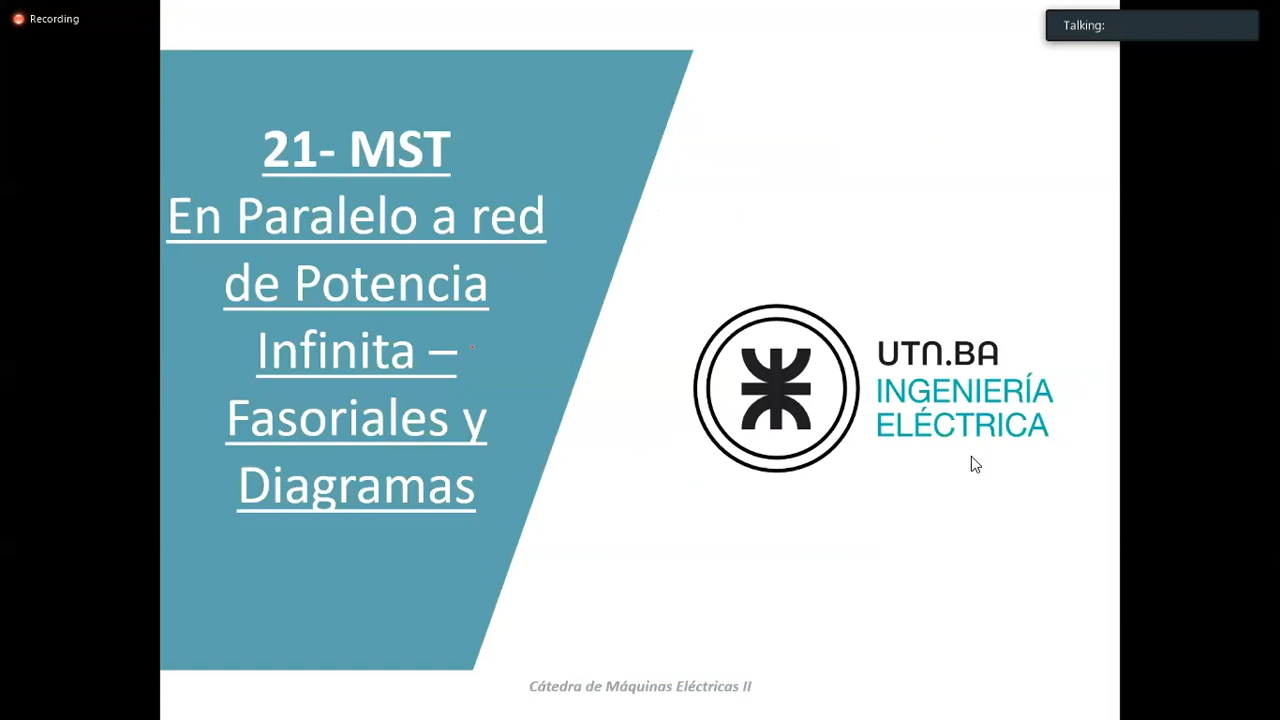 Recording
Talking:
21- MST
En Paralelo a red
de Potencia
Infinita –
Fasoriales y
Diagramas
UTN.BA
INGENIERÍA
ELÉCTRICA
Cátedra de Máquinas Eléctricas II